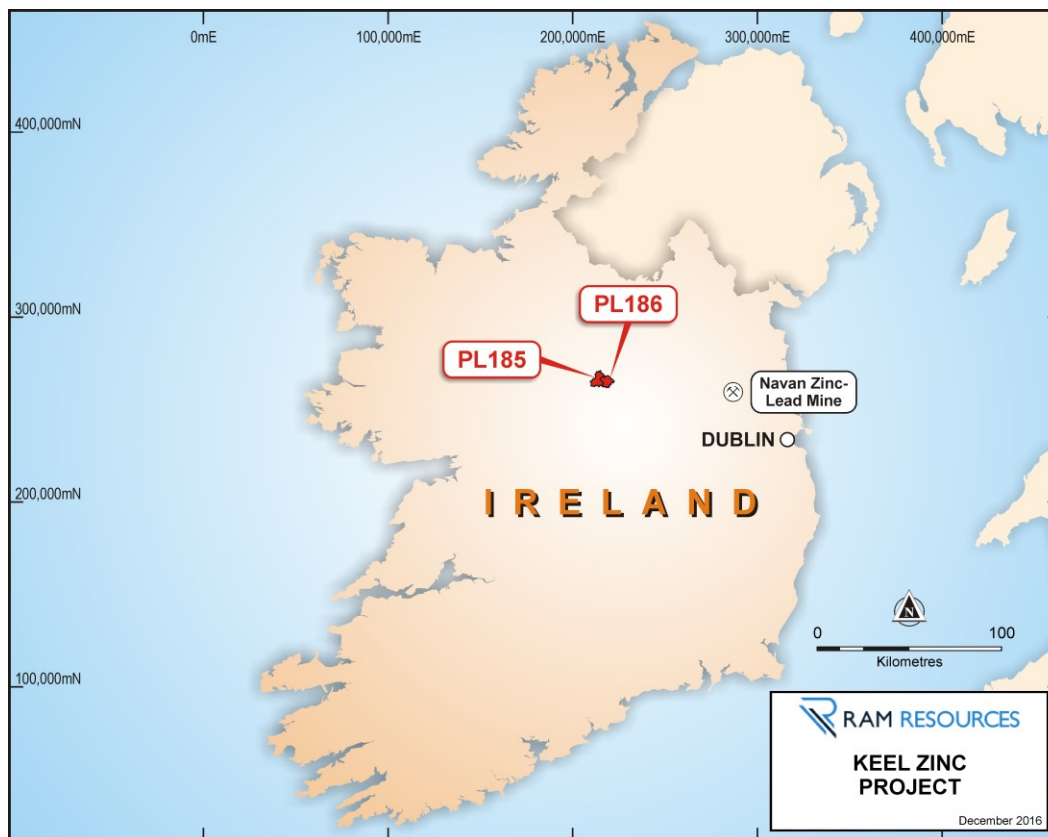 0mE
100,000mE
200,000mE
300,000mE
400,000mE
400,000mN
300,000mN
200,000mN
100,000mN
PL186
PL185
Navan Zinc-
Lead Mine
DUBLIN
IRELAND
N
0
100
Kilometres
RAM RESOURCES
KEEL ZINC
PROJECT
December 2016